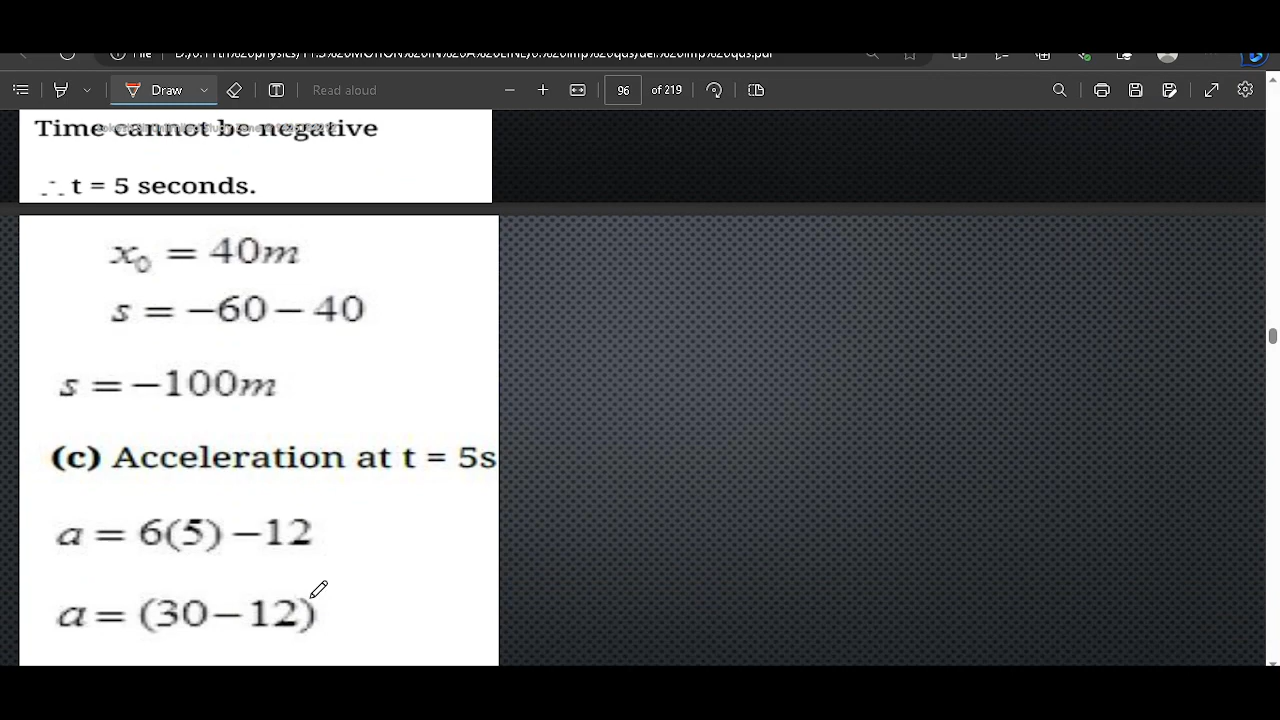 Draw
Read aloud
96 of 219
Time cannot be negative
∴ t = 5 seconds.
x₀ = 40m
s = −60 − 40
s = −100m
(c) Acceleration at t = 5s
a = 6(5) −12
a = (30 − 12)